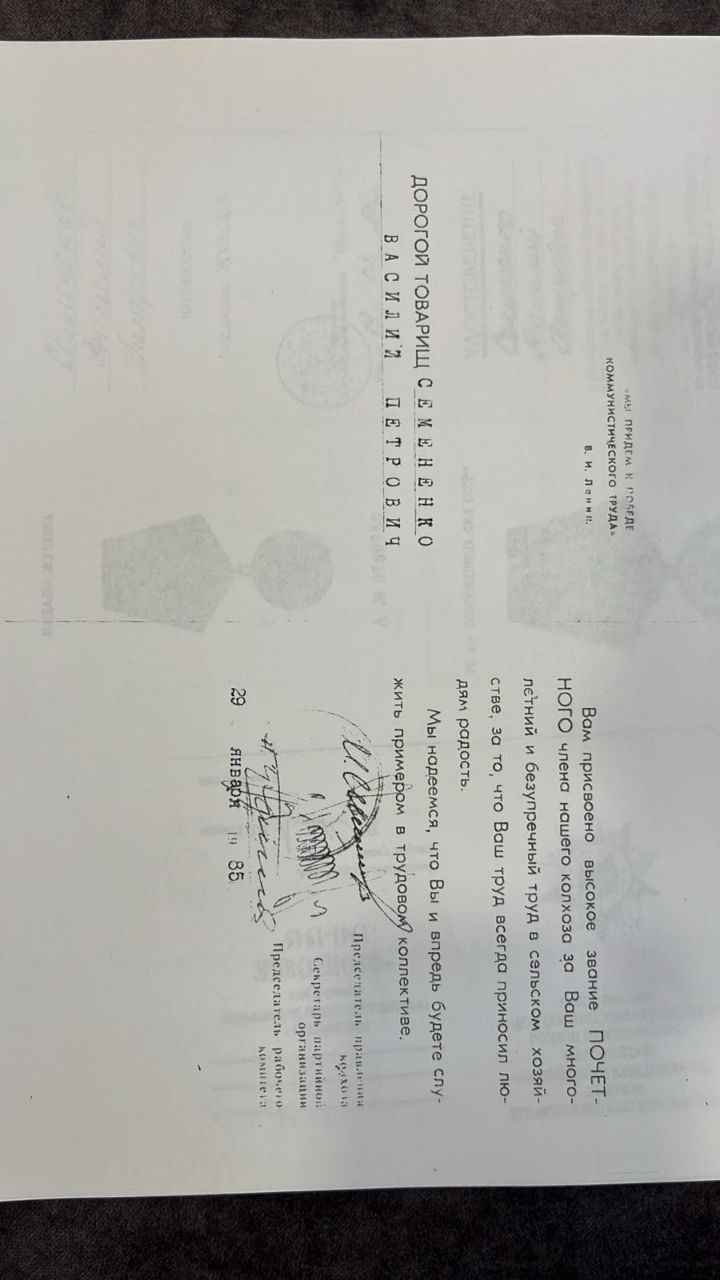 «МЫ ПРИДЕМ К ПОБЕДЕ
КОММУНИСТИЧЕСКОГО ТРУДА»
В. И. Ленин.
ДОРОГОЙ ТОВАРИЩ СЕМЕНЕНКО
ВАСИЛИЙ ПЕТРОВИЧ
Вам присвоено высокое звание ПОЧЕТ-
НОГО члена нашего колхоза за Ваш много-
летний и безупречный труд в сельском хозяй-
стве, за то, что Ваш труд всегда приносил лю-
дям радость.
Мы надеемся, что Вы и впредь будете слу-
жить примером в трудовом коллективе.
Председатель правления
колхоза
Секретарь партийной
организации
Председатель рабочего
комитета
29 января 19 85